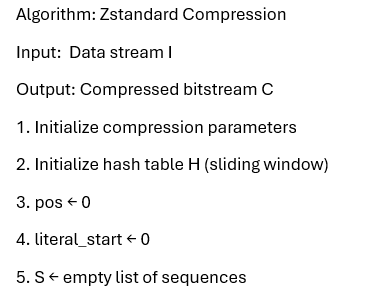 Algorithm: Zstandard Compression
Input:  Data stream I
Output: Compressed bitstream C
1. Initialize compression parameters
2. Initialize hash table H (sliding window)
3. pos ← 0
4. literal_start ← 0
5. S ← empty list of sequences